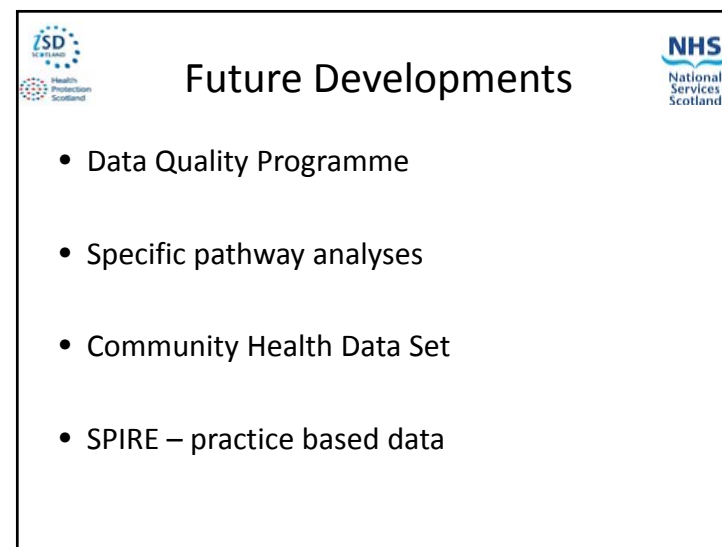 iSD
SCOTLAND
Health
Protection
Scotland
Future Developments
NHS
National
Services
Scotland
• Data Quality Programme
• Specific pathway analyses
• Community Health Data Set
• SPIRE – practice based data